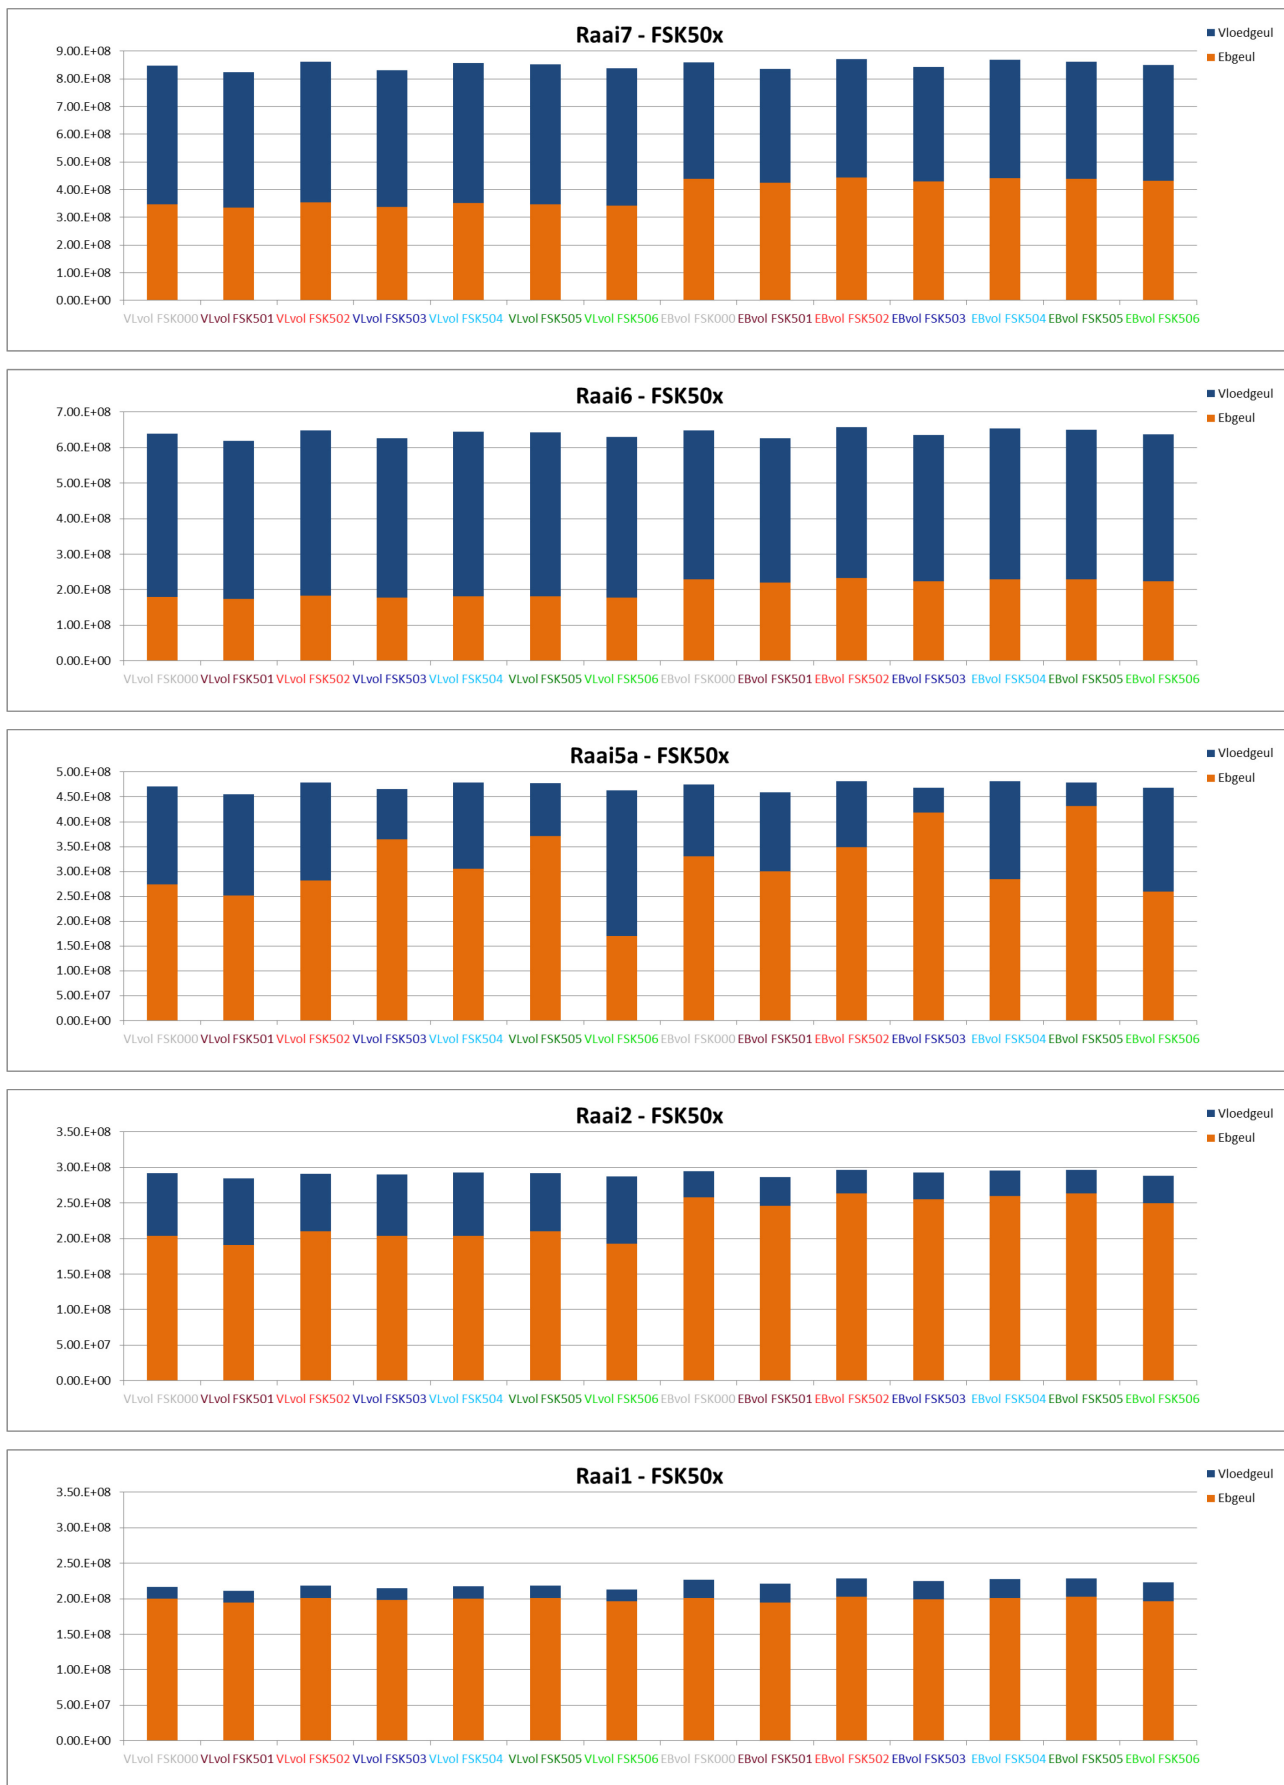 Raai7 - FSK50x
Vloedgeul
Ebgeul
9.00.E+08
8.00.E+08
7.00.E+08
6.00.E+08
5.00.E+08
4.00.E+08
3.00.E+08
2.00.E+08
1.00.E+08
0.00.E+00
VLvol FSK000 VLvol FSK501 VLvol FSK502 VLvol FSK503 VLvol FSK504 VLvol FSK505 VLvol FSK506 EBvol FSK000 EBvol FSK501 EBvol FSK502 EBvol FSK503 EBvol FSK504 EBvol FSK505 EBvol FSK506
Raai6 - FSK50x
Vloedgeul
Ebgeul
7.00.E+08
6.00.E+08
5.00.E+08
4.00.E+08
3.00.E+08
2.00.E+08
1.00.E+08
0.00.E+00
VLvol FSK000 VLvol FSK501 VLvol FSK502 VLvol FSK503 VLvol FSK504 VLvol FSK505 VLvol FSK506 EBvol FSK000 EBvol FSK501 EBvol FSK502 EBvol FSK503 EBvol FSK504 EBvol FSK505 EBvol FSK506
Raai5a - FSK50x
Vloedgeul
Ebgeul
5.00.E+08
4.50.E+08
4.00.E+08
3.50.E+08
3.00.E+08
2.50.E+08
2.00.E+08
1.50.E+08
1.00.E+08
5.00.E+07
0.00.E+00
VLvol FSK000 VLvol FSK501 VLvol FSK502 VLvol FSK503 VLvol FSK504 VLvol FSK505 VLvol FSK506 EBvol FSK000 EBvol FSK501 EBvol FSK502 EBvol FSK503 EBvol FSK504 EBvol FSK505 EBvol FSK506
Raai2 - FSK50x
Vloedgeul
Ebgeul
3.50.E+08
3.00.E+08
2.50.E+08
2.00.E+08
1.50.E+08
1.00.E+08
5.00.E+07
0.00.E+00
VLvol FSK000 VLvol FSK501 VLvol FSK502 VLvol FSK503 VLvol FSK504 VLvol FSK505 VLvol FSK506 EBvol FSK000 EBvol FSK501 EBvol FSK502 EBvol FSK503 EBvol FSK504 EBvol FSK505 EBvol FSK506
Raai1 - FSK50x
Vloedgeul
Ebgeul
3.50.E+08
3.00.E+08
2.50.E+08
2.00.E+08
1.50.E+08
1.00.E+08
5.00.E+07
0.00.E+00
VLvol FSK000 VLvol FSK501 VLvol FSK502 VLvol FSK503 VLvol FSK504 VLvol FSK505 VLvol FSK506 EBvol FSK000 EBvol FSK501 EBvol FSK502 EBvol FSK503 EBvol FSK504 EBvol FSK505 EBvol FSK506